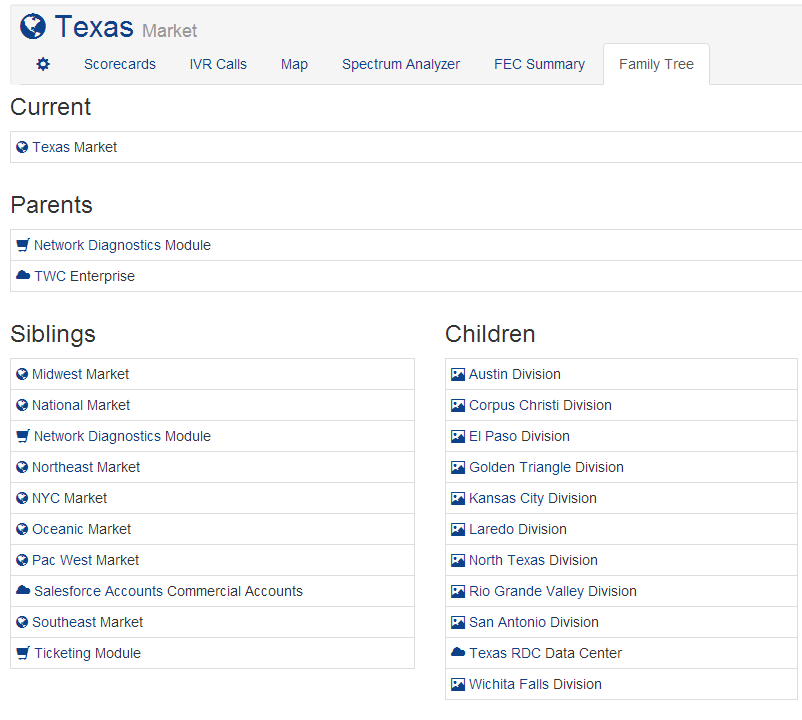 Texas Market
Scorecards IVR Calls Map Spectrum Analyzer FEC Summary Family Tree
Current
Texas Market
Parents
Network Diagnostics Module
TWC Enterprise
Siblings
Midwest Market
National Market
Network Diagnostics Module
Northeast Market
NYC Market
Oceanic Market
Pac West Market
Salesforce Accounts Commercial Accounts
Southeast Market
Ticketing Module
Children
Austin Division
Corpus Christi Division
El Paso Division
Golden Triangle Division
Kansas City Division
Laredo Division
North Texas Division
Rio Grande Valley Division
San Antonio Division
Texas RDC Data Center
Wichita Falls Division